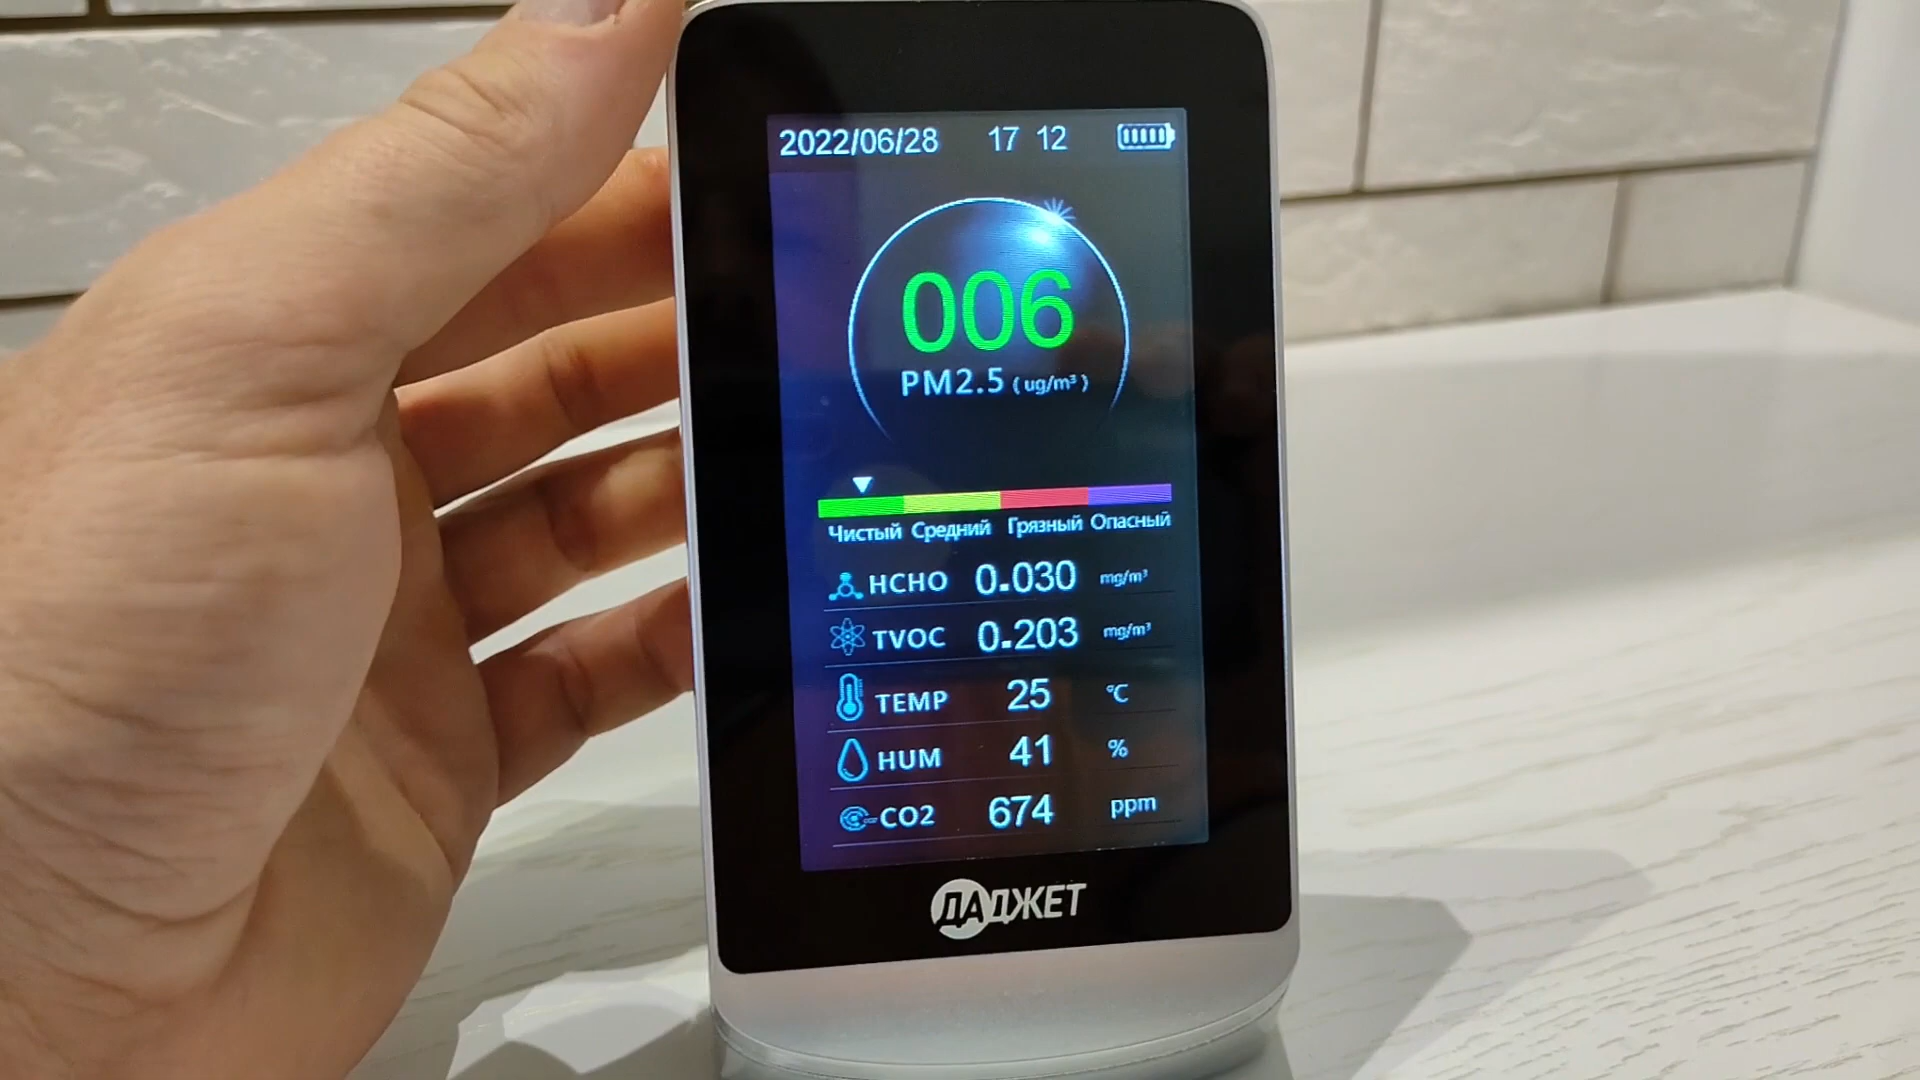 2022/06/28 17 12
006
PM2.5 (ug/m³)
Чистый Средний Грязный Опасный
HCHO 0.030 mg/m³
TVOC 0.203 mg/m³
TEMP 25 ℃
HUM 41 %
CO2 674 ppm
ДАДЖЕТ